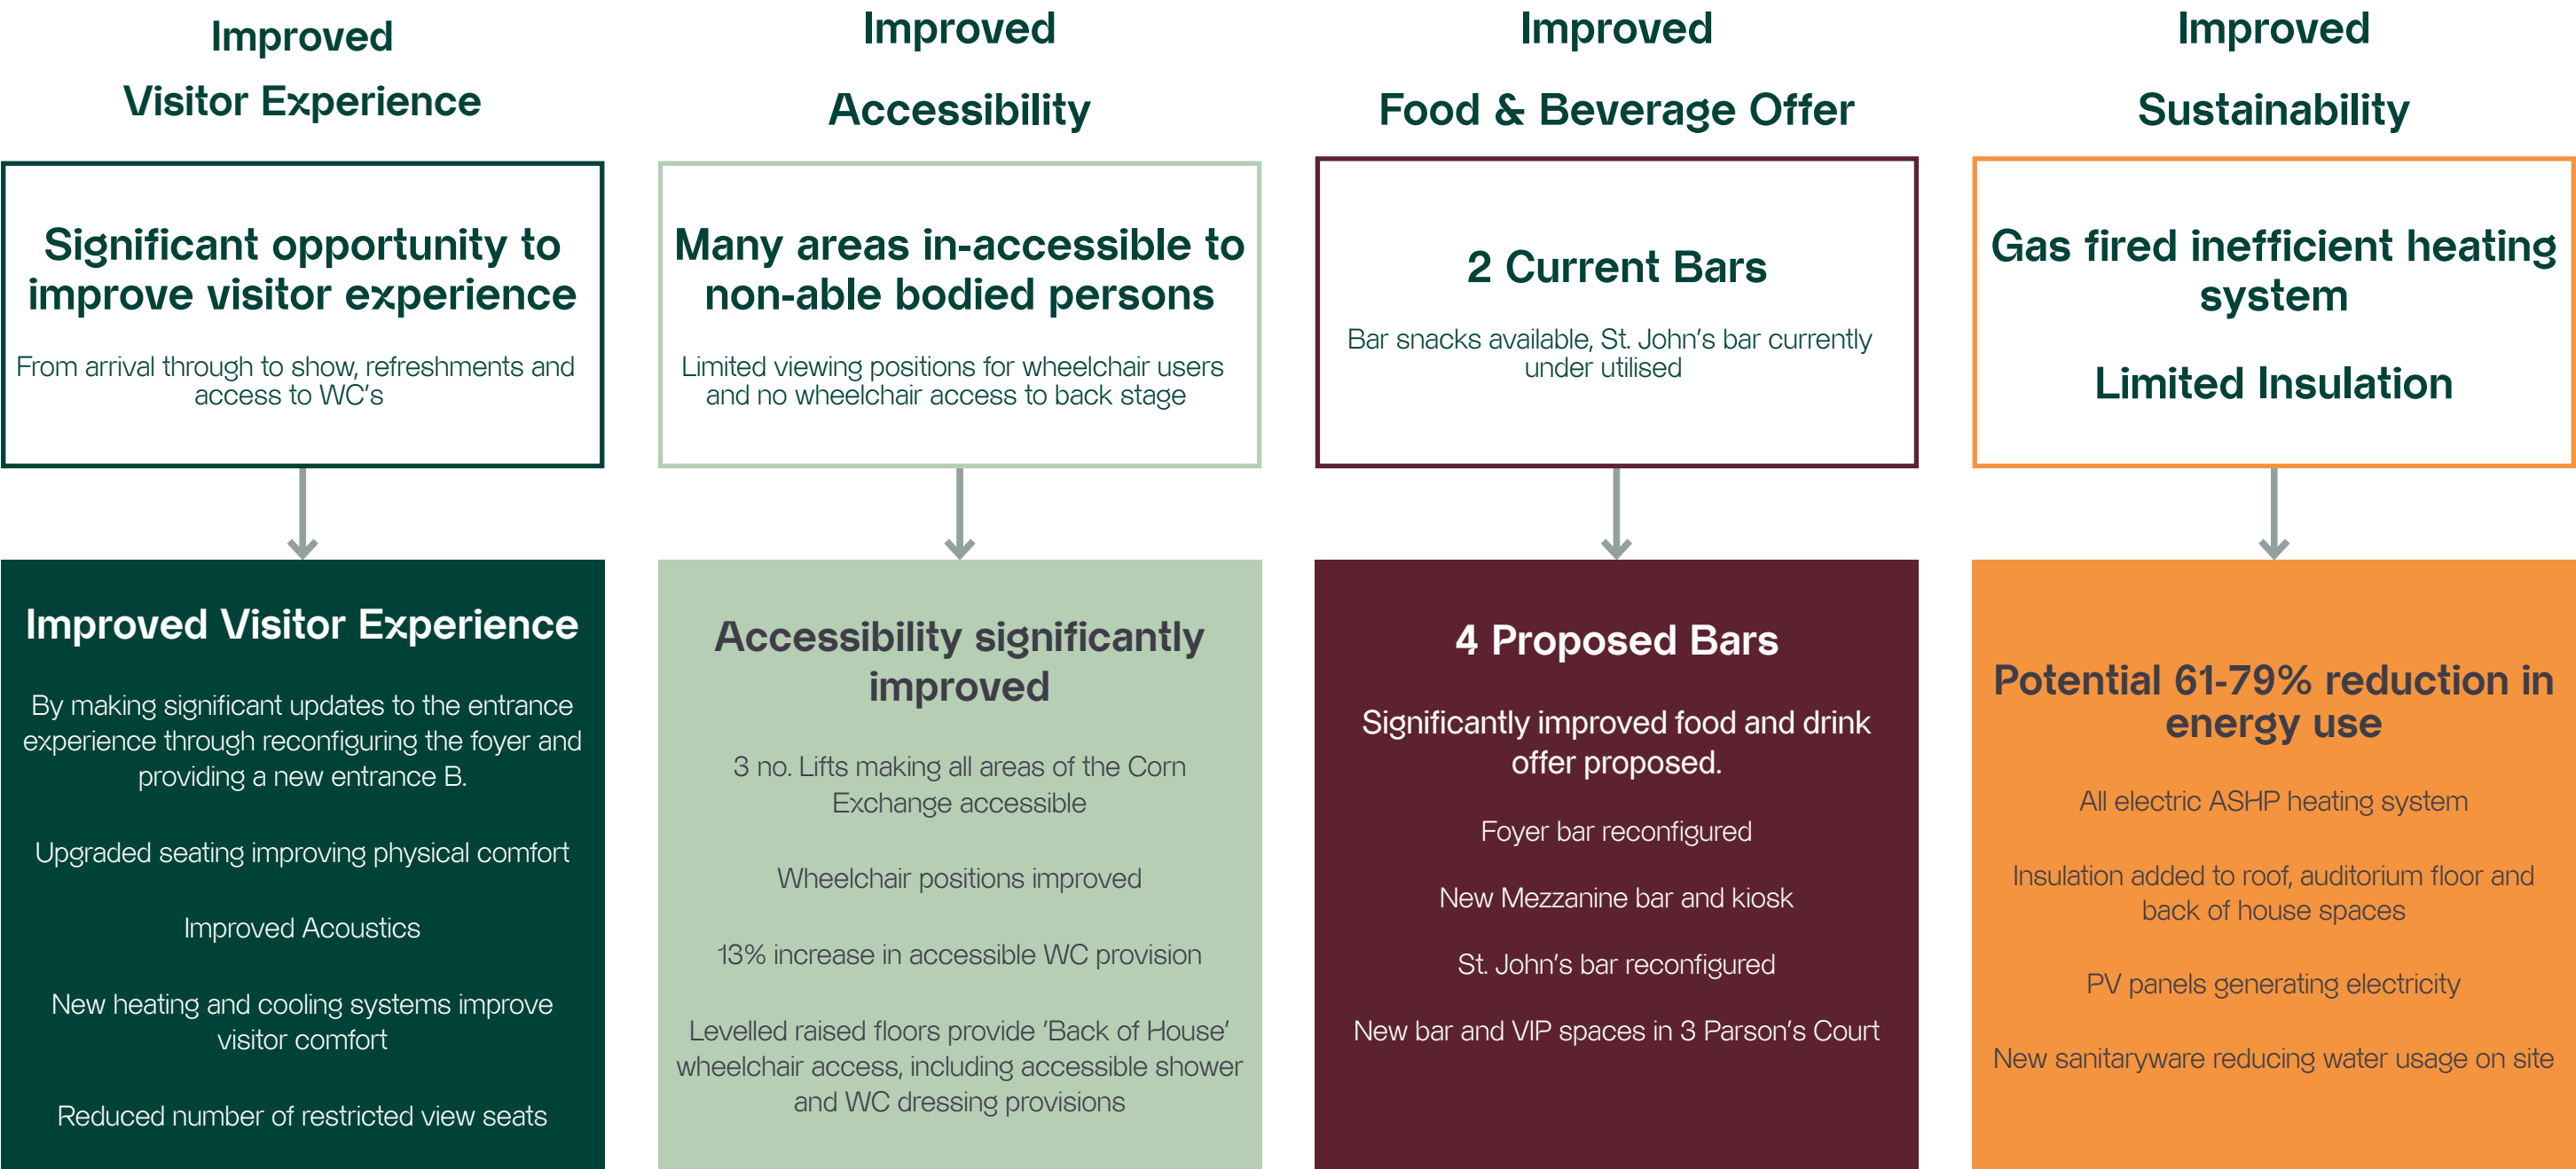 Improved
Visitor Experience
Significant opportunity to
improve visitor experience
From arrival through to show, refreshments and
access to WC's
Improved Visitor Experience
By making significant updates to the entrance
experience through reconfiguring the foyer and
providing a new entrance B.
Upgraded seating improving physical comfort
Improved Acoustics
New heating and cooling systems improve
visitor comfort
Reduced number of restricted view seats
Improved
Accessibility
Many areas in-accessible to
non-able bodied persons
Limited viewing positions for wheelchair users
and no wheelchair access to back stage
Accessibility significantly
improved
3 no. Lifts making all areas of the Corn
Exchange accessible
Wheelchair positions improved
13% increase in accessible WC provision
Levelled raised floors provide 'Back of House'
wheelchair access, including accessible shower
and WC dressing provisions
Improved
Food & Beverage Offer
2 Current Bars
Bar snacks available, St. John's bar currently
under utilised
4 Proposed Bars
Significantly improved food and drink
offer proposed.
Foyer bar reconfigured
New Mezzanine bar and kiosk
St. John's bar reconfigured
New bar and VIP spaces in 3 Parson's Court
Improved
Sustainability
Gas fired inefficient heating
system
Limited Insulation
Potential 61-79% reduction in
energy use
All electric ASHP heating system
Insulation added to roof, auditorium floor and
back of house spaces
PV panels generating electricity
New sanitaryware reducing water usage on site